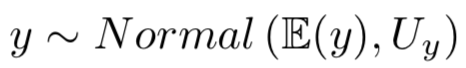 y ∼ Normal (𝔼(y), U_y)